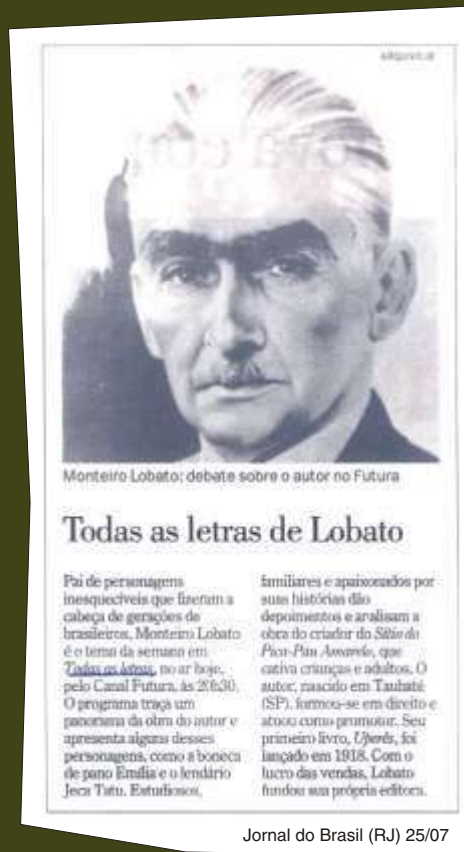 ARQUIVO JB
Monteiro Lobato: debate sobre o autor no Futura
Todas as letras de Lobato
Pai de personagens
inesquecíveis que fizeram a
cabeça de gerações de
brasileiros, Monteiro Lobato
é o tema da semana em
Todas as letras, no ar hoje,
pelo Canal Futura, às 20h30.
O programa traça um
panorama da obra do autor e
apresenta alguns desses
personagens, como a boneca
de pano Emília e o lendário
Jeca Tatu. Estudiosos,
familiares e apaixonados por
suas histórias dão
depoimentos e analisam a
obra do criador do Sítio do
Pica-Pau Amarelo, que
cativa crianças e adultos. O
autor, nascido em Taubaté
(SP), formou-se em direito e
atuou como promotor. Seu
primeiro livro, Uperês, foi
lançado em 1918. Com o
lucro das vendas, Lobato
fundou sua própria editora.
Jornal do Brasil (RJ) 25/07